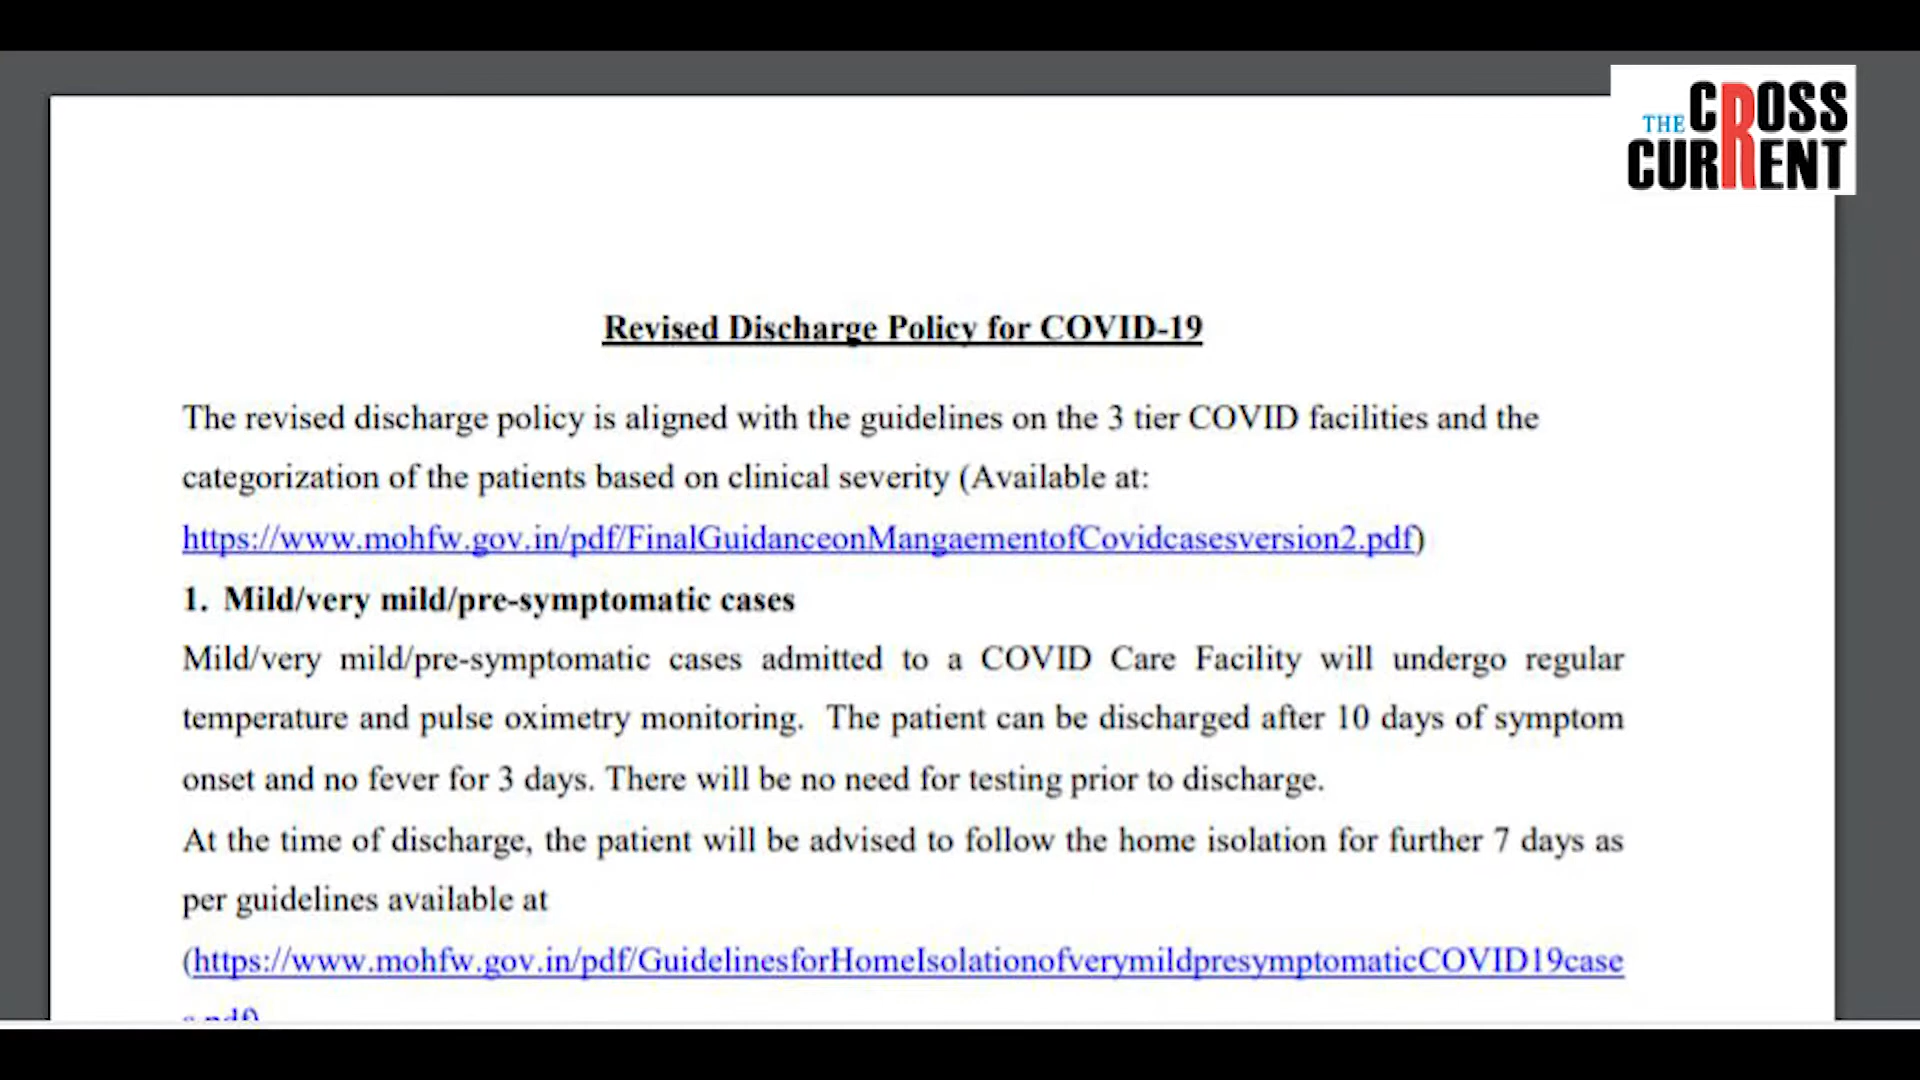 THE CROSS
CURRENT
Revised Discharge Policy for COVID-19
The revised discharge policy is aligned with the guidelines on the 3 tier COVID facilities and the
categorization of the patients based on clinical severity (Available at:
https://www.mohfw.gov.in/pdf/FinalGuidanceonMangaementofCovidcasesversion2.pdf)
1. Mild/very mild/pre-symptomatic cases
Mild/very mild/pre-symptomatic cases admitted to a COVID Care Facility will undergo regular
temperature and pulse oximetry monitoring. The patient can be discharged after 10 days of symptom
onset and no fever for 3 days. There will be no need for testing prior to discharge.
At the time of discharge, the patient will be advised to follow the home isolation for further 7 days as
per guidelines available at
(https://www.mohfw.gov.in/pdf/GuidelinesforHomeIsolationofverymildpresymptomaticCOVID19case
s.pdf)